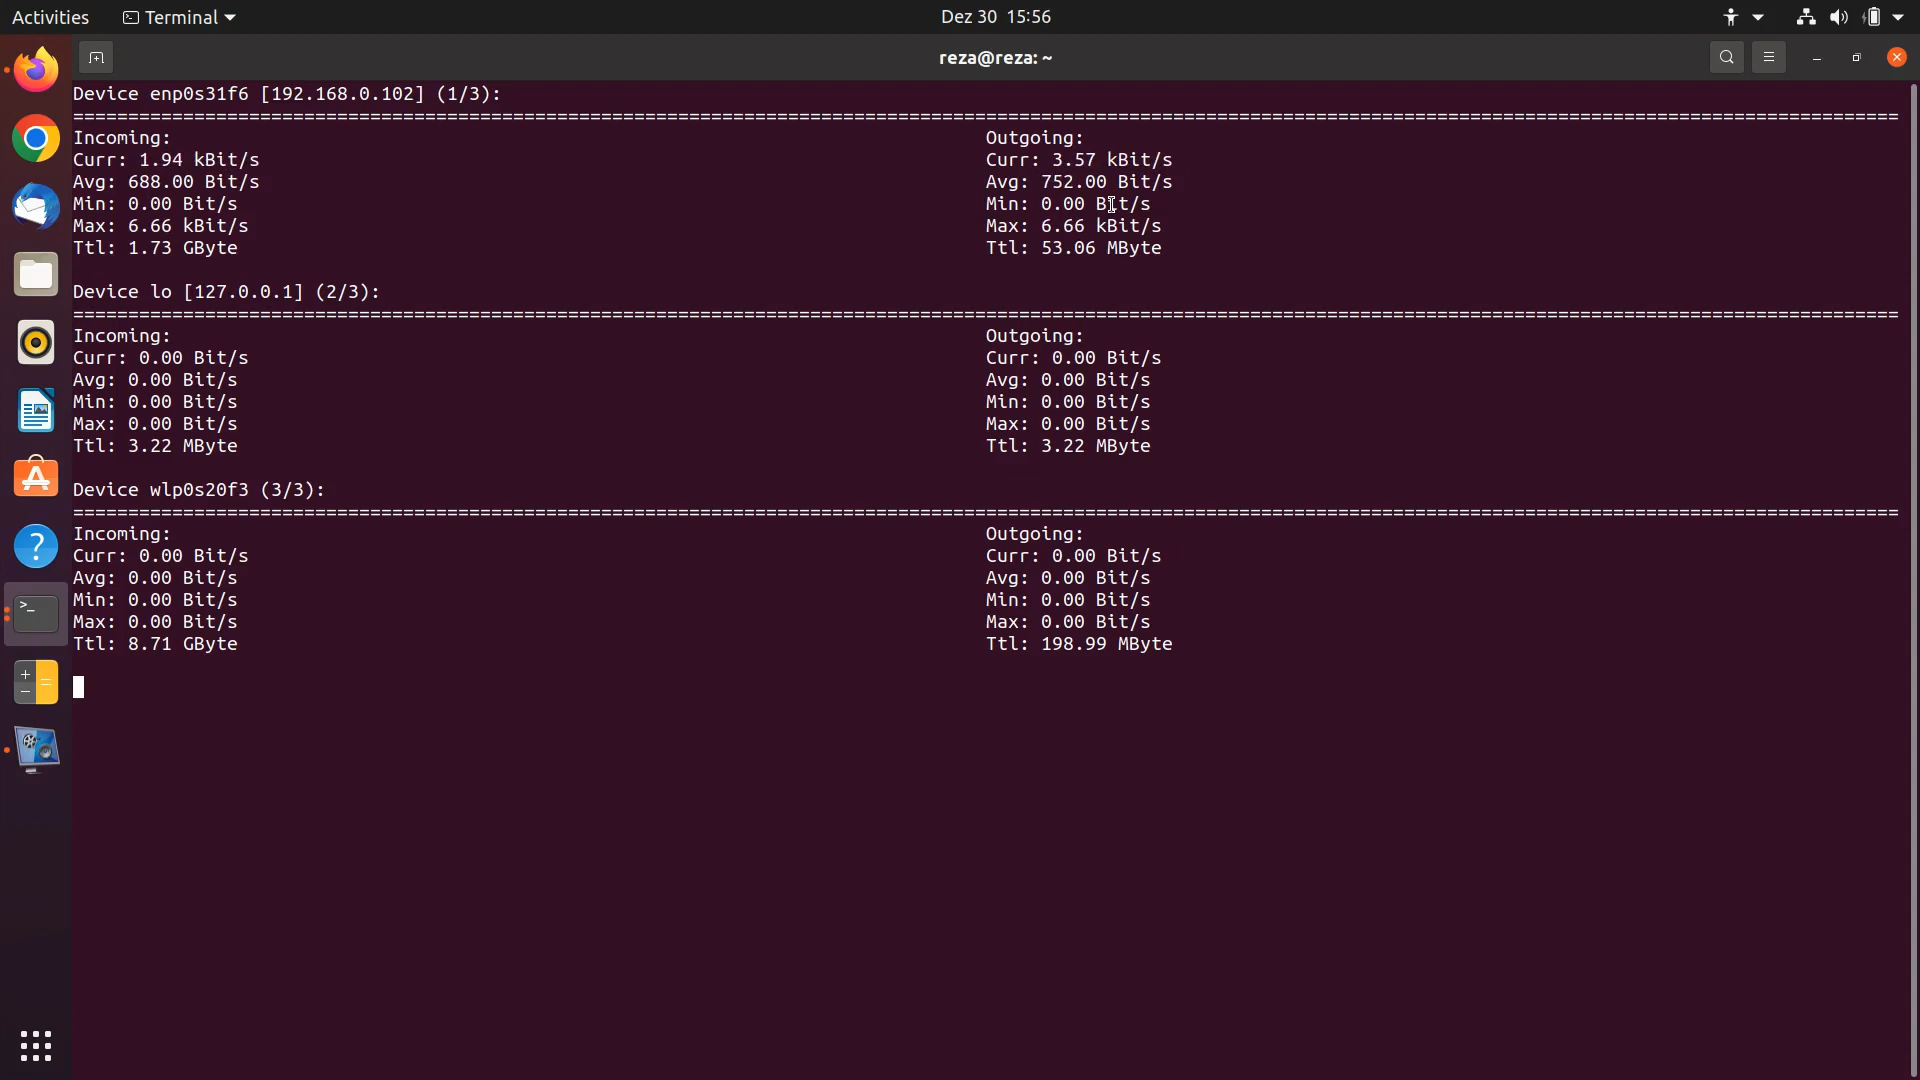 Activities Terminal Dez 30 15:56
reza@reza: ~
Device enp0s31f6 [192.168.0.102] (1/3):
======================================================================================================================================================================
Incoming: Outgoing:
Curr: 1.94 kBit/s Curr: 3.57 kBit/s
Avg: 688.00 Bit/s Avg: 752.00 Bit/s
Min: 0.00 Bit/s Min: 0.00 Bit/s
Max: 6.66 kBit/s Max: 6.66 kBit/s
Ttl: 1.73 GByte Ttl: 53.06 MByte
Device lo [127.0.0.1] (2/3):
======================================================================================================================================================================
Incoming: Outgoing:
Curr: 0.00 Bit/s Curr: 0.00 Bit/s
Avg: 0.00 Bit/s Avg: 0.00 Bit/s
Min: 0.00 Bit/s Min: 0.00 Bit/s
Max: 0.00 Bit/s Max: 0.00 Bit/s
Ttl: 3.22 MByte Ttl: 3.22 MByte
Device wlp0s20f3 (3/3):
======================================================================================================================================================================
Incoming: Outgoing:
Curr: 0.00 Bit/s Curr: 0.00 Bit/s
Avg: 0.00 Bit/s Avg: 0.00 Bit/s
Min: 0.00 Bit/s Min: 0.00 Bit/s
Max: 0.00 Bit/s Max: 0.00 Bit/s
Ttl: 8.71 GByte Ttl: 198.99 MByte